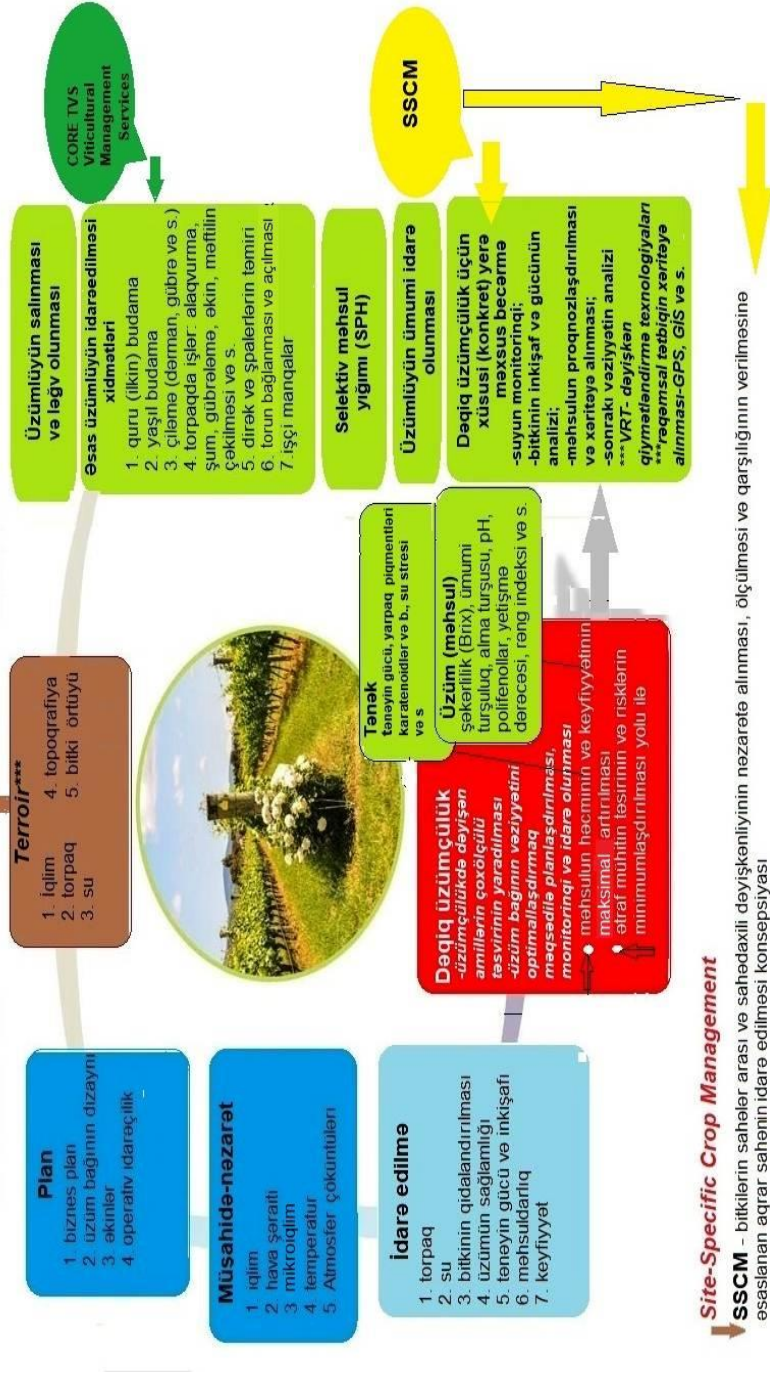 Plan
1. biznes plan
2. üzüm bağının dizaynı
3. əkinlər
4 operativ idarəçilik
Müşahidə-nəzarət
1 iqlim
2. hava şəraiti
3 mikroiqlim
4. temperatur
5. Atmosfer çöküntüləri
İdarə edilmə
1. torpaq
2. su
3. bitkinin qidalandırılması
4. üzümün sağlamlığı
5. tənəyin gücü və inkişafı
6. məhsuldarlıq
7. keyfiyyət
Terroir***
1. İqlim
2. torpaq
3. su
4. topoqrafiya
5. bitki örtüyü
Dəqiq üzümçülük
-üzümçülükdə dəyişən
amillərin çoxölçülü
təsvirinin yaradılması
-üzüm bağının vəziyyətini
optimallaşdırmaq
məqsədilə planlaşdırılması,
monitorinqi və idarə olunması
məhsulun həcminin və keyfiyyətinin
maksimal artırılması
ətraf mühitin təsirinin və risklərin
minimumlaşdırılması yolu ilə
Tənək
tənəyin gücü, yarpaq piqmentləri
karatenoidlər və b., su stresi
və s
Üzüm (məhsul)
şəkərlilik (Brix), ümumi
turşuluq, alma turşusu, pH,
polifenollar, yetişmə
dərəcəsi, rəng indeksi və s.
Üzümlüyün salınması
və ləğv olunması
Əsas üzümlüyün idarəedilməsi
xidmətləri
1. quru (ilkin) budama
2. yaşıl budama
3. çiləmə (dərman, gübrə və s.)
4. torpaqda işlər: alaqvurma,
şum, gübrələmə, əkin, məftilin
çəkilməsi və s.
5. dirək və şpalerlərin təmiri
6. torun bağlanması və açılması
7.işçi manqalar
Selektiv məhsul
yığımı (SPH)
Üzümlüyün ümumi idarə
olunması
Dəqiq üzümçülük üçün
xüsusi (konkret) yerə
məxsus becərmə
-suyun monitorinqi;
-bitkinin inkişaf və gücünün
analizi;
-məhsulun proqnozlaşdırılması
və xəritəyə alınması;
-sonrakı vəziyyətin analizi
***VRT- dəyişkən
qiymətləndirmə texnologiyaları
***rəqəmsal tətbiqin xəritəyə
alınması-GPS, GİS və s.
CORE TVS
Viticultural
Management
Services
SSCM
Site-Specific Crop Management
SSCM - bitkilərin sahələr arası və sahədaxili dəyişkənliyinin nəzarətə alınması, ölçülməsi və qarşılığının verilməsinə
əsaslanan aqrar sahənin idarə edilməsi konsepsiyası